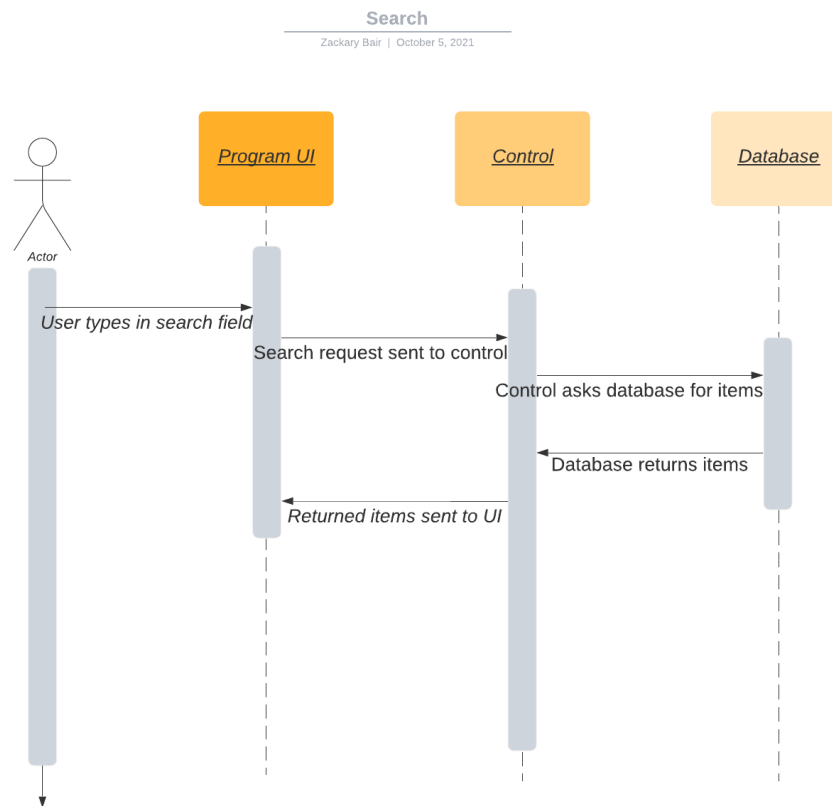 Search
Zackary Bair | October 5, 2021
Program UI
Control
Database
Actor
User types in search field
Search request sent to control
Control asks database for items
Database returns items
Returned items sent to UI